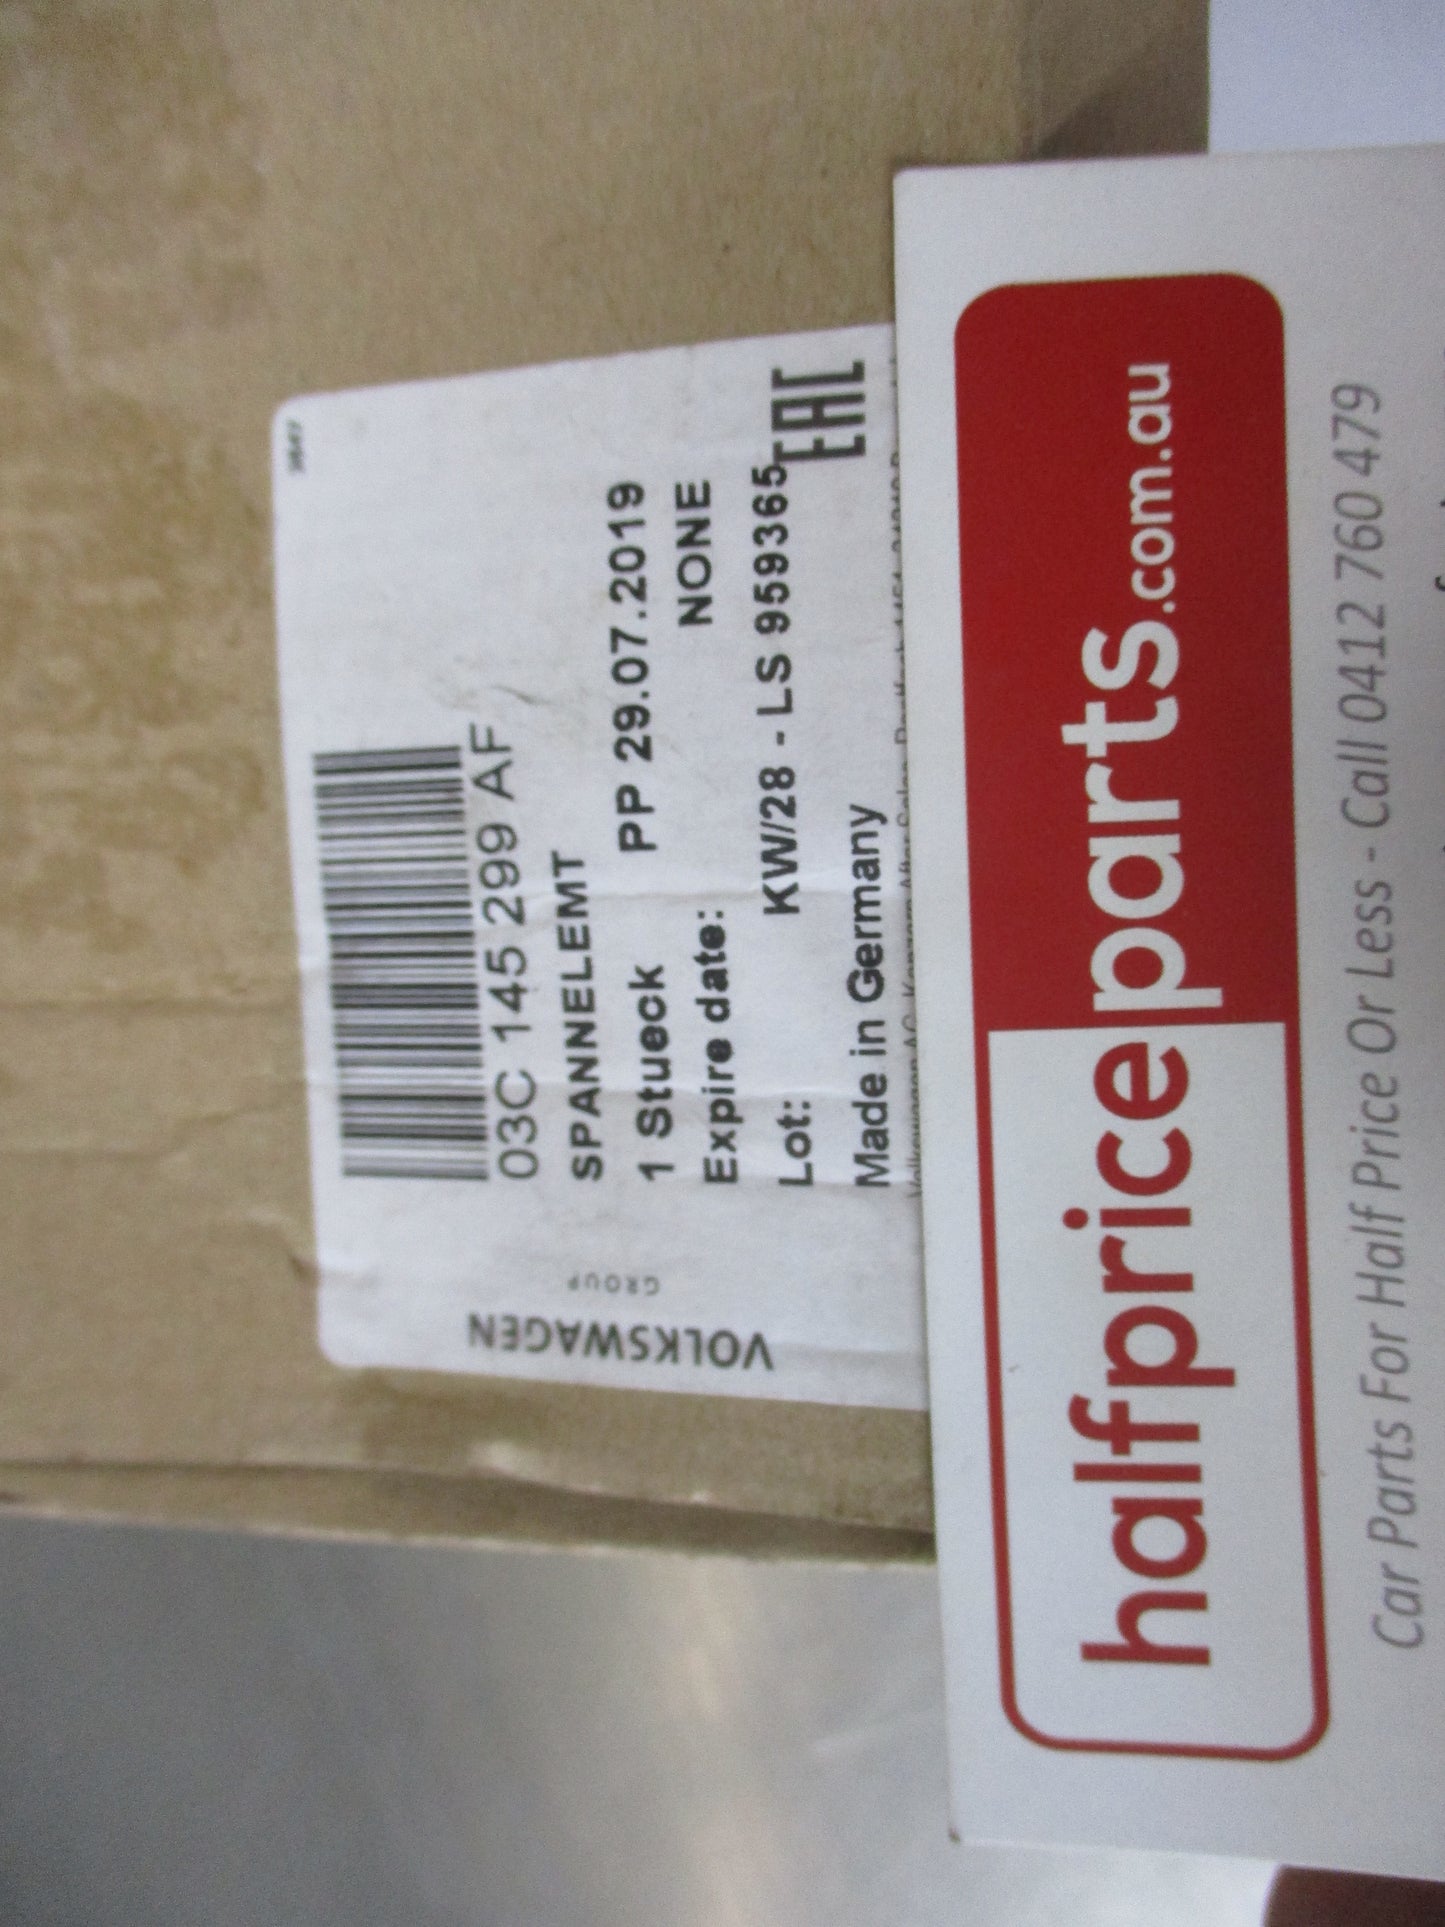 03C 145 299 AF
SPANNELEMT
1 Stueck PP 29.07.2019
Expire date: NONE
Lot: KW/28 - LS 959365
EAC
Made in Germany
VOLKSWAGEN
GROUP
halfpriceparts.com.au
Car Parts For Half Price Or Less - Call 0412 760 479